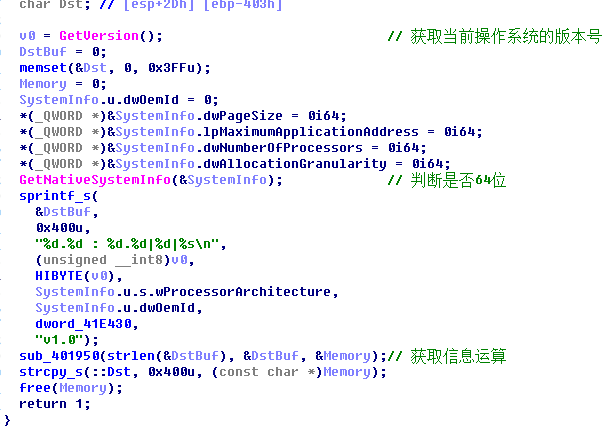 char Dst; // [esp+2Dh] [ebp-403h]
v0 = GetVersion(); // 获取当前操作系统的版本号
DstBuf = 0;
memset(&Dst, 0, 0x3FFu);
Memory = 0;
SystemInfo.u.dwOemId = 0;
*(_QWORD *)&SystemInfo.dwPageSize = 0i64;
*(_QWORD *)&SystemInfo.lpMaximumApplicationAddress = 0i64;
*(_QWORD *)&SystemInfo.dwNumberOfProcessors = 0i64;
*(_QWORD *)&SystemInfo.dwAllocationGranularity = 0i64;
GetNativeSystemInfo(&SystemInfo); // 判断是否64位
sprintf_s(
&DstBuf,
0x400u,
"%d.%d : %d.%d|%d|%s\n",
(unsigned __int8)v0,
HIBYTE(v0),
SystemInfo.u.s.wProcessorArchitecture,
SystemInfo.u.dwOemId,
dword_41E430,
"v1.0");
sub_401950(strlen(&DstBuf), &DstBuf, &Memory);// 获取信息运算
strcpy_s(::Dst, 0x400u, (const char *)Memory);
free(Memory);
return 1;
}